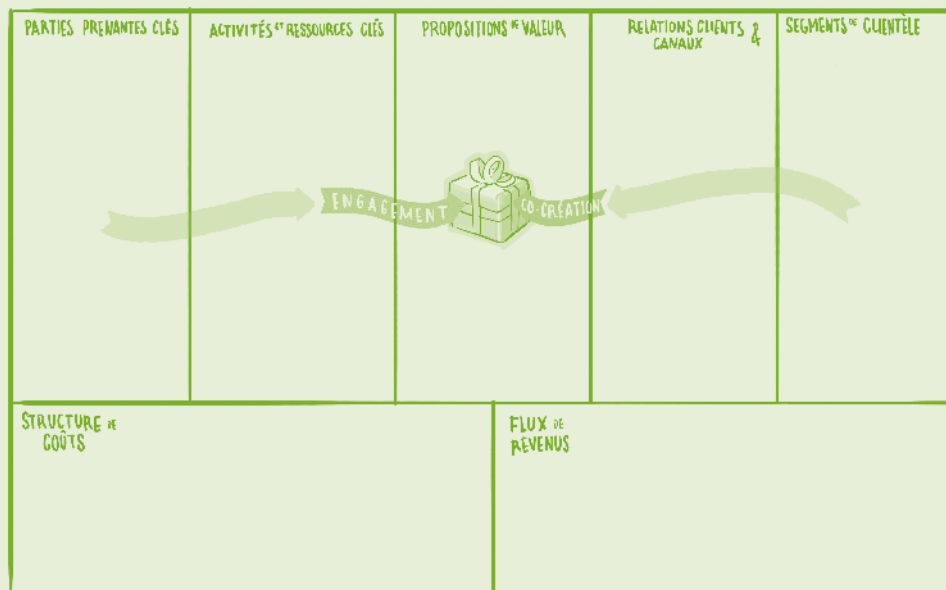 PARTIES PRENANTES CLÉS
ACTIVITÉS ET RESSOURCES CLÉS
PROPOSITIONS DE VALEUR
RELATIONS CLIENTS &
CANAUX
SEGMENTS DE CLIENTÈLE
ENGAGEMENT
CO-CRÉATION
STRUCTURE DE
COÛTS
FLUX DE
REVENUS